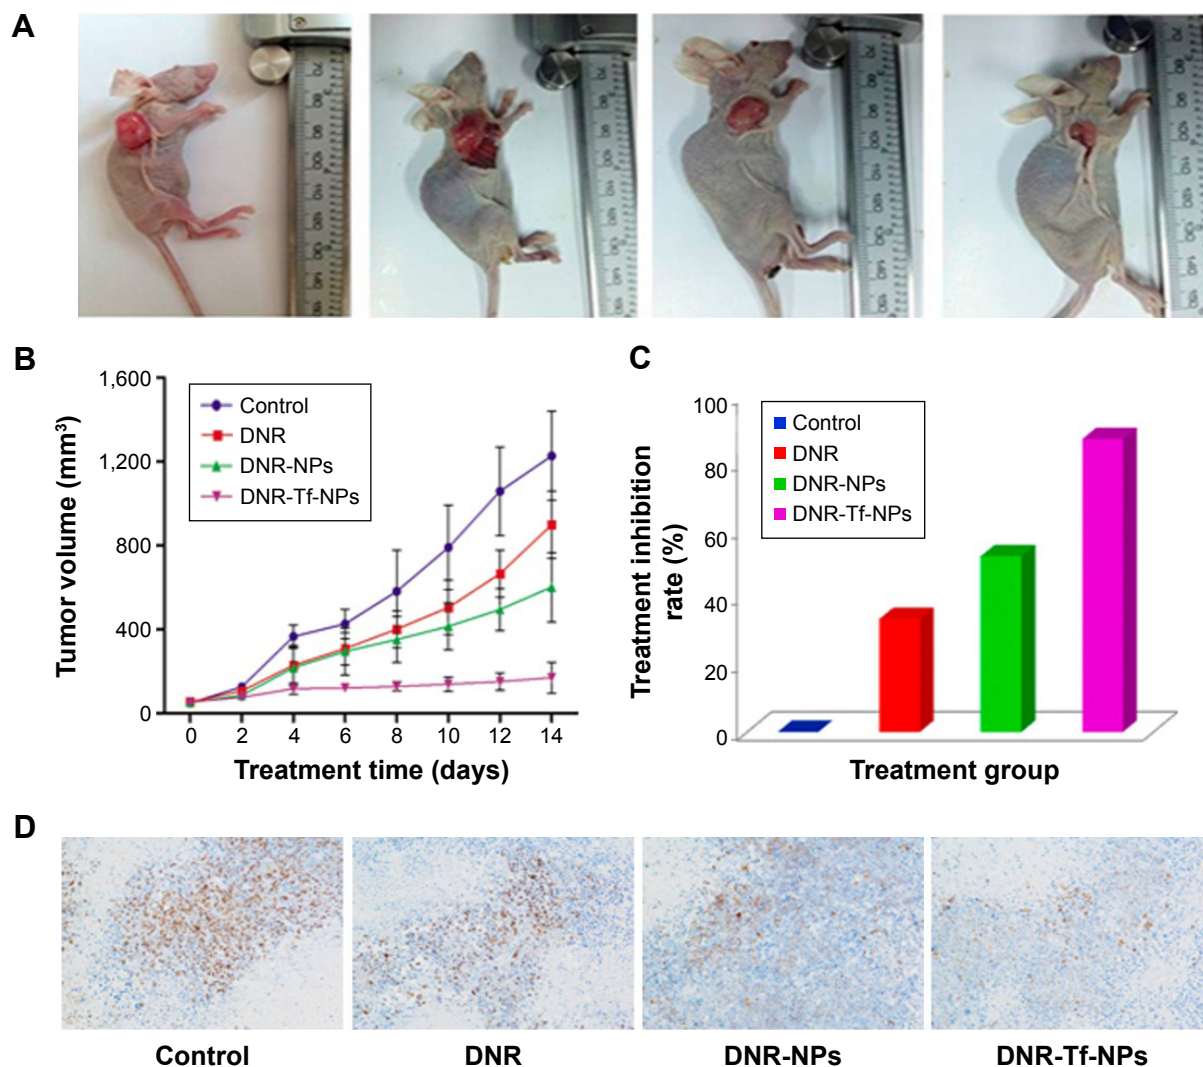 A
B
1,600
1,200
800
400
0
Tumor volume (mm³)
Control
DNR
DNR-NPs
DNR-Tf-NPs
0 2 4 6 8 10 12 14
Treatment time (days)
C
100
80
60
40
20
0
Treatment inhibition
rate (%)
Control
DNR
DNR-NPs
DNR-Tf-NPs
Treatment group
D
Control DNR DNR-NPs DNR-Tf-NPs